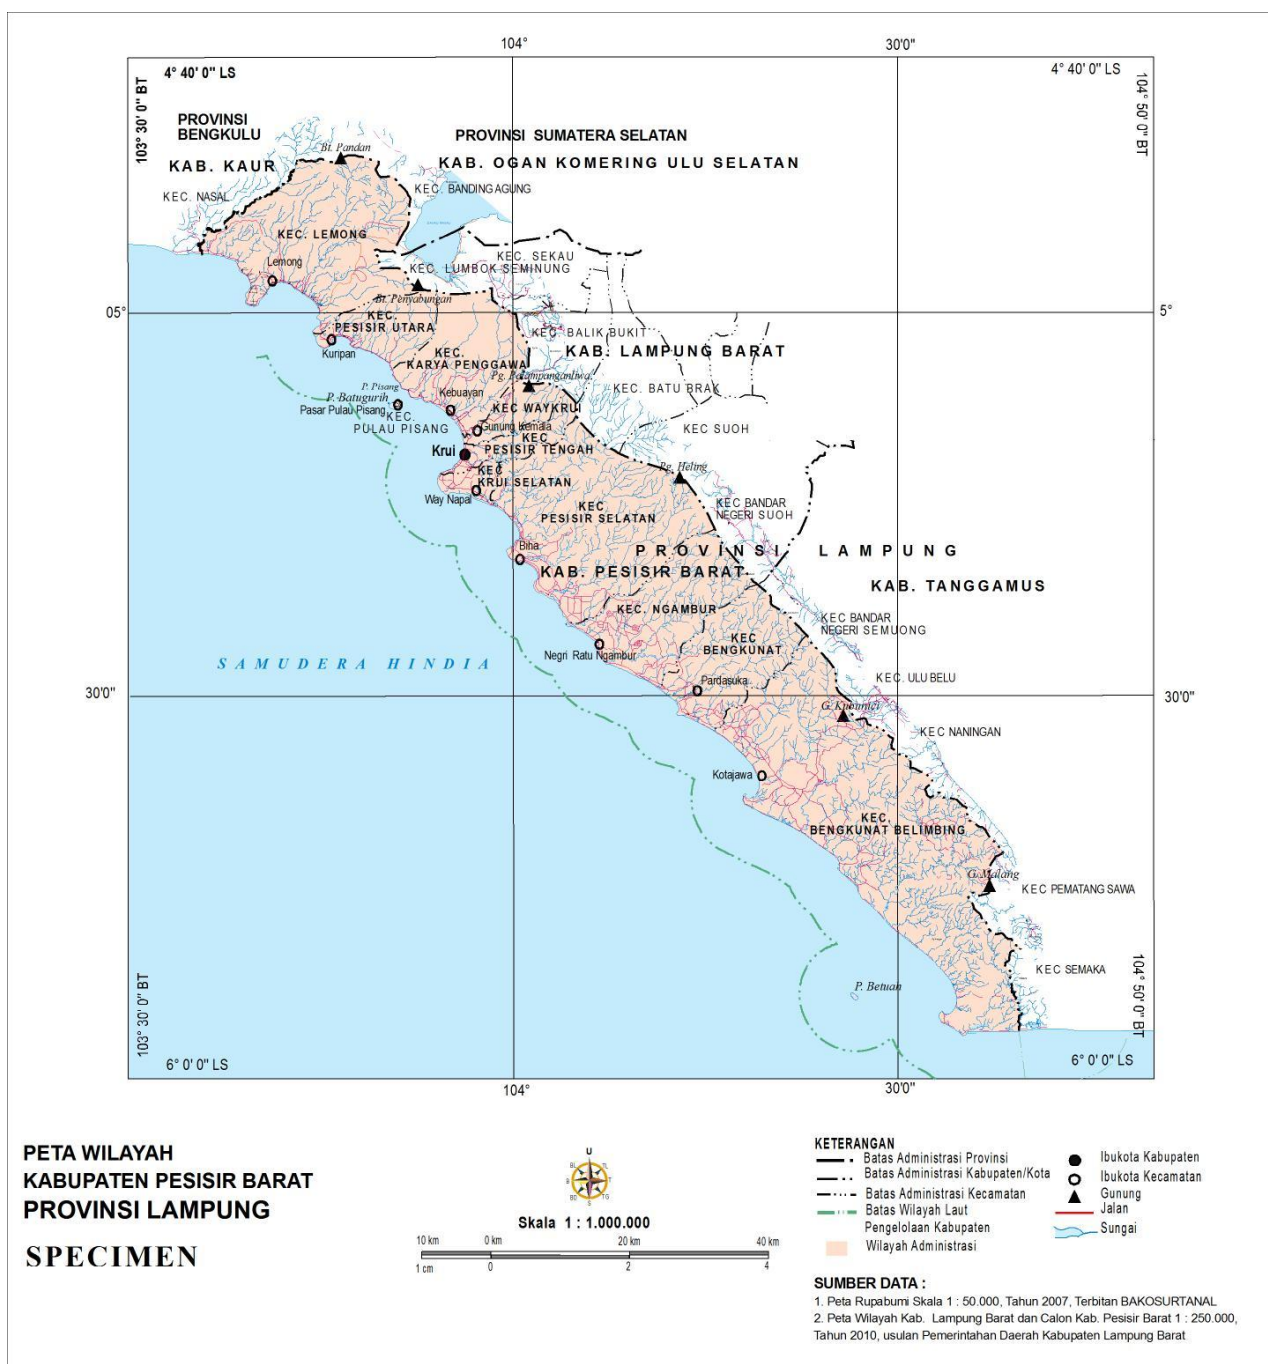 104°
30'0"
4° 40' 0" LS
4° 40' 0" LS
103° 30' 0" BT
104° 50' 0" BT
PROVINSI
BENGKULU
PROVINSI SUMATERA SELATAN
Bt. Pandan
KAB. KAUR
KAB. OGAN KOMERING ULU SELATAN
KEC. NASAL
KEC. BANDING AGUNG
KEC. LEMONG
KEC. SEKAU
KEC. LUMBOK SEMINUNG
Lemong
Bt. Penyabungan
05°
5°
KEC.
PESISIR UTARA
KEC. BALIK BUKIT
Kuripan
KAB. LAMPUNG BARAT
KEC.
KARYA PENGGAWA
KEC. BATU BRAK
P. Pisang
P. Batugurih
Pasar Pulau Pisang
Kebuayan
KEC WAYKRUI
KEC.
PULAU PISANG
Gunung Kemala
KEC SUOH
KEC
PESISIR TENGAH
Krui
KEC
KRUI SELATAN
Pg. Heling
Way Napal
KEC
PESISIR SELATAN
KEC BANDAR
NEGERI SUOH
Biha
PROVINSI LAMPUNG
KAB. PESISIR BARAT
KAB. TANGGAMUS
KEC. NGAMBUR
KEC BANDAR
NEGERI SEMUONG
KEC
BENGKUNAT
Negri Ratu Ngambur
SAMUDERA HINDIA
KEC. ULU BELU
Pardasuka
30'0"
30'0"
KEC NANINGAN
Kotajawa
KEC.
BENGKUNAT BELIMBING
G. Malang
KEC PEMATANG SAWA
KEC SEMAKA
P. Betuah
103° 30' 0" BT
104° 50' 0" BT
6° 0' 0" LS
6° 0' 0" LS
104°
30'0"
PETA WILAYAH
KABUPATEN PESISIR BARAT
PROVINSI LAMPUNG
SPECIMEN
U
TL
T
TG
S
BD
B
BL
Skala 1 : 1.000.000
10 km 0 km 20 km 40 km
1 cm 0 2 4
KETERANGAN
Batas Administrasi Provinsi
Batas Administrasi Kabupaten/Kota
Batas Administrasi Kecamatan
Batas Wilayah Laut
Pengelolaan Kabupaten
Wilayah Administrasi
Ibukota Kabupaten
Ibukota Kecamatan
Gunung
Jalan
Sungai
SUMBER DATA :
1. Peta Rupabumi Skala 1 : 50.000, Tahun 2007, Terbitan BAKOSURTANAL
2. Peta Wilayah Kab. Lampung Barat dan Calon Kab. Pesisir Barat 1 : 250.000,
Tahun 2010, usulan Pemerintahan Daerah Kabupaten Lampung Barat